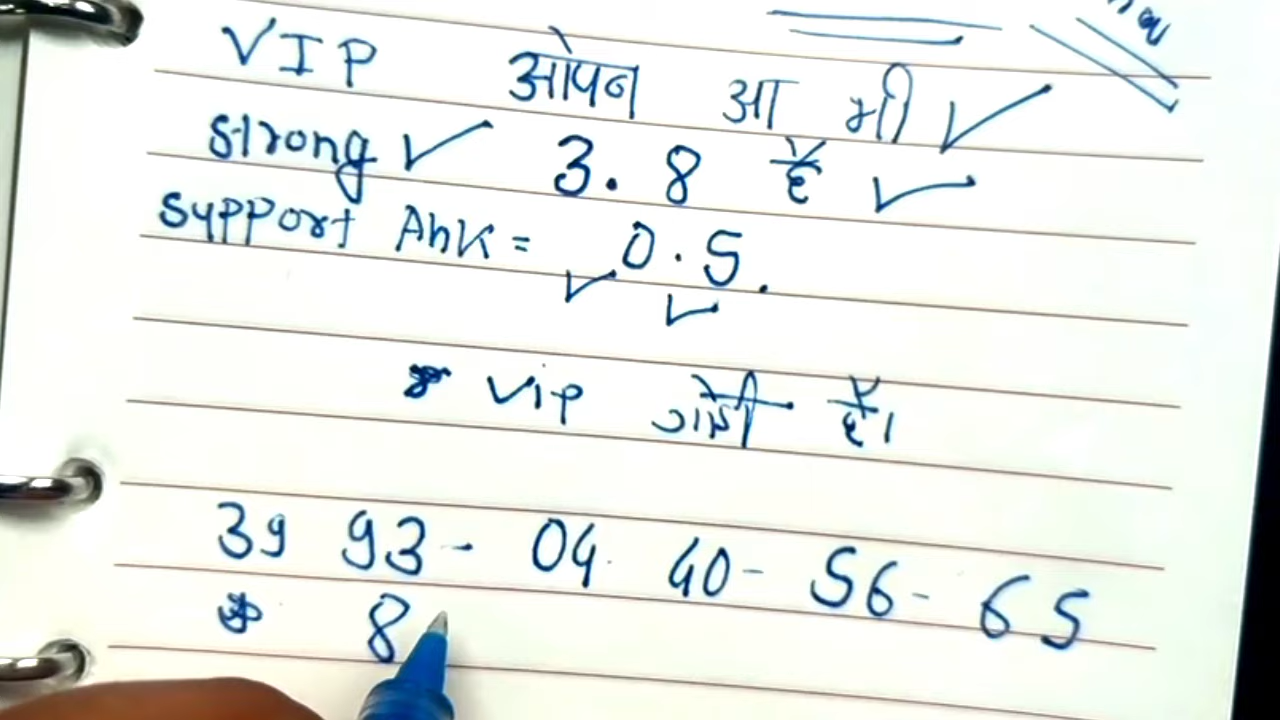 VIP ओपन आ गी ✓
strong ✓ 3. 8 है ✓
Support Ank = 0. 5.
✓ ✓
Vip है।
39 93- 04. 40- 56- 65
8